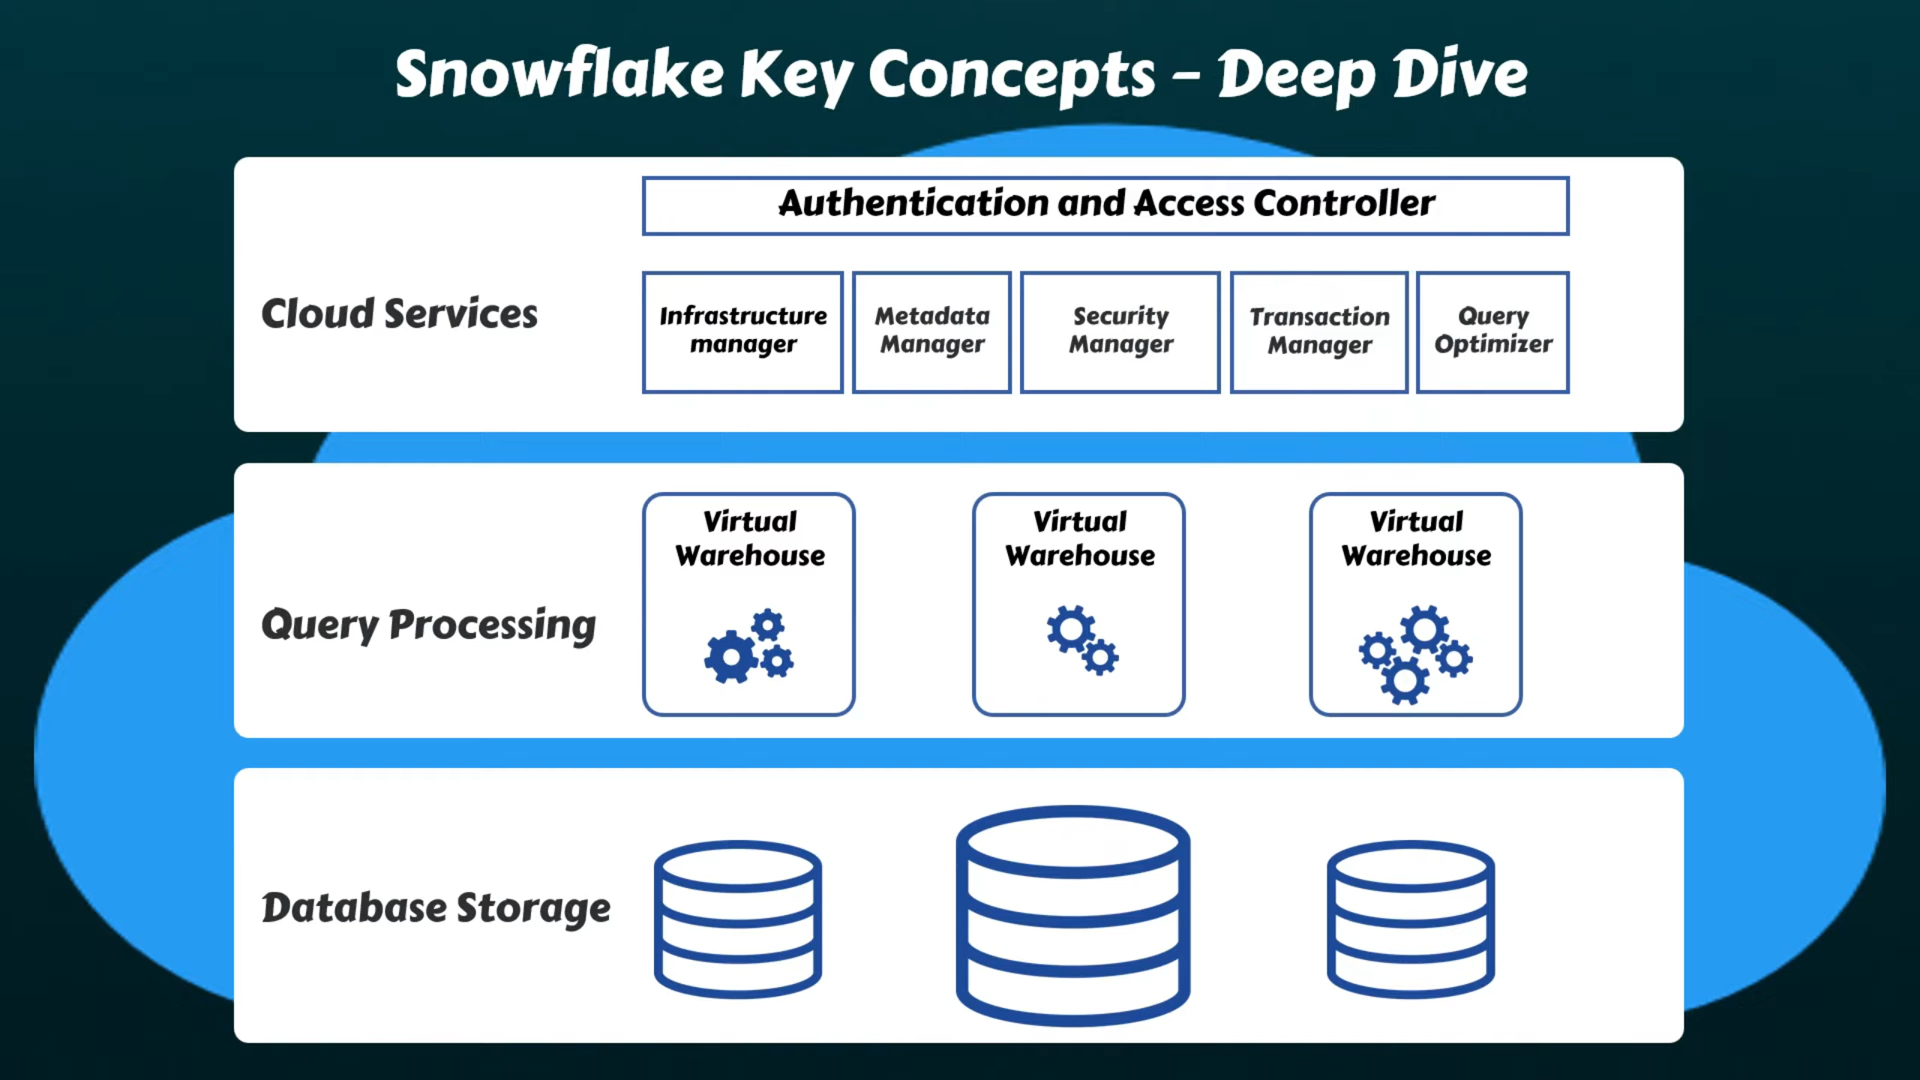 Snowflake Key Concepts – Deep Dive
Authentication and Access Controller
Cloud Services
Infrastructure
manager
Metadata
Manager
Security
Manager
Transaction
Manager
Query
Optimizer
Query Processing
Virtual
Warehouse
Virtual
Warehouse
Virtual
Warehouse
Database Storage